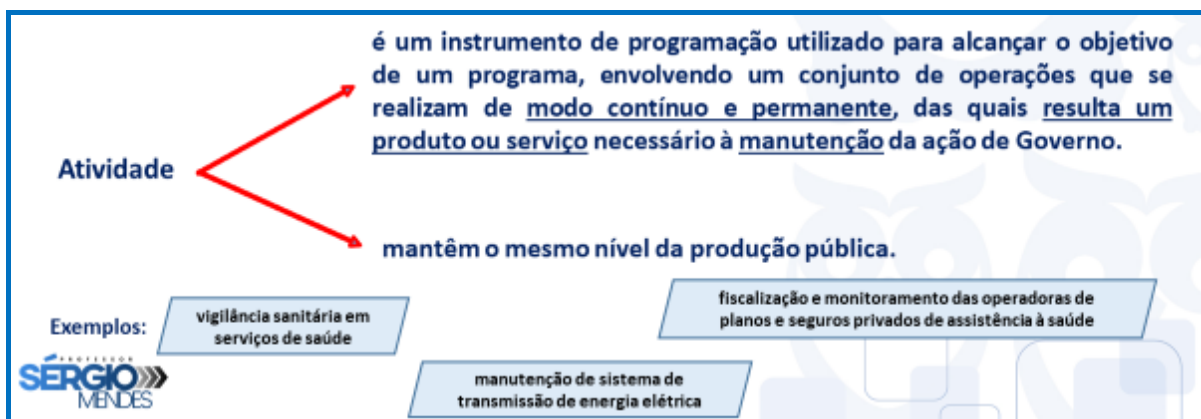 é um instrumento de programação utilizado para alcançar o objetivo
de um programa, envolvendo um conjunto de operações que se
realizam de modo contínuo e permanente, das quais resulta um
produto ou serviço necessário à manutenção da ação de Governo.
Atividade
mantêm o mesmo nível da produção pública.
Exemplos:
vigilância sanitária em
serviços de saúde
fiscalização e monitoramento das operadoras de
planos e seguros privados de assistência à saúde
manutenção de sistema de
transmissão de energia elétrica
PROFESSOR
SÉRGIO
MENDES